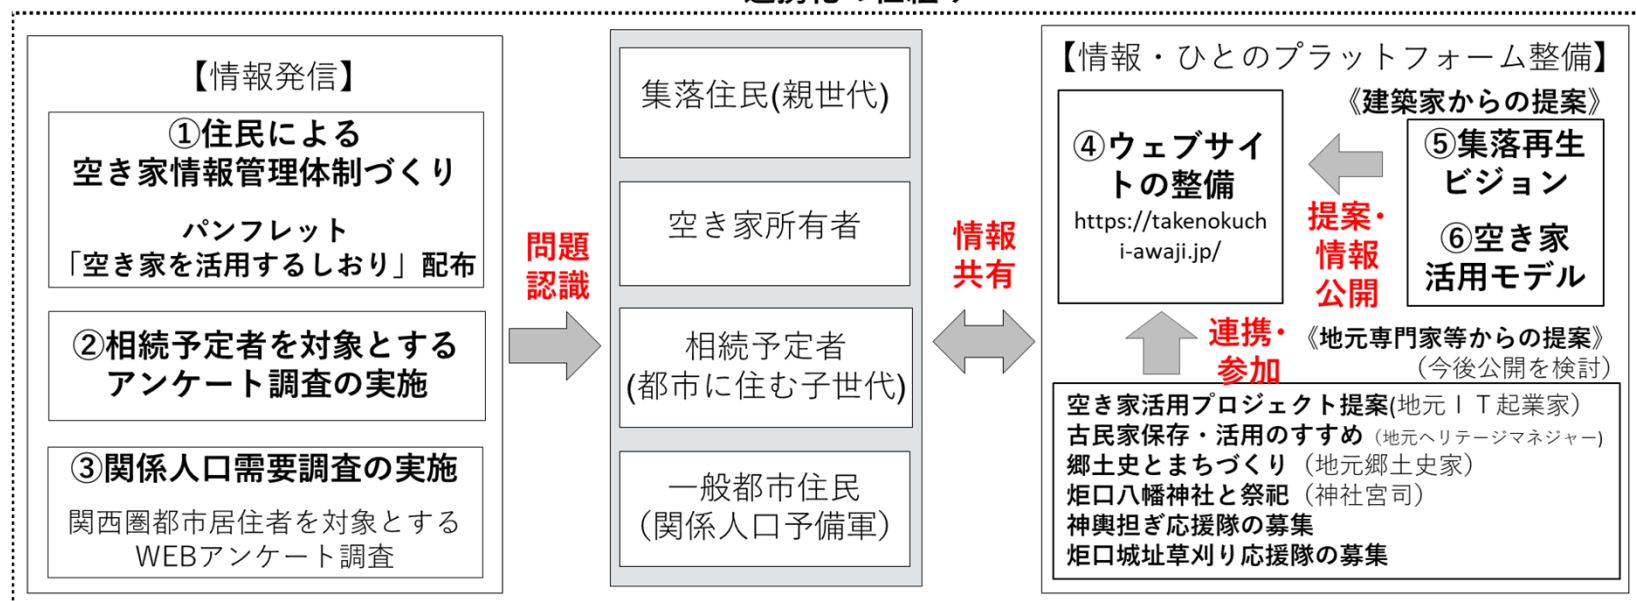 【情報発信】
①住民による
空き家情報管理体制づくり
パンフレット
「空き家を活用するしおり」配布
②相続予定者を対象とする
アンケート調査の実施
③関係人口需要調査の実施
関西圏都市居住者を対象とする
WEBアンケート調査
問題
認識
集落住民(親世代)
空き家所有者
相続予定者
(都市に住む子世代)
一般都市住民
（関係人口予備軍）
情報
共有
【情報・ひとのプラットフォーム整備】
④ウェブサイ
トの整備
https://takenokuch
i-awaji.jp/
提案・
情報
公開
《建築家からの提案》
⑤集落再生
ビジョン
⑥空き家
活用モデル
連携・
参加
《地元専門家等からの提案》
（今後公開を検討）
空き家活用プロジェクト提案(地元ＩＴ起業家）
古民家保存・活用のすすめ（地元ヘリテージマネジャー)
郷土史とまちづくり（地元郷土史家）
炬口八幡神社と祭祀（神社宮司）
神輿担ぎ応援隊の募集
炬口城址草刈り応援隊の募集